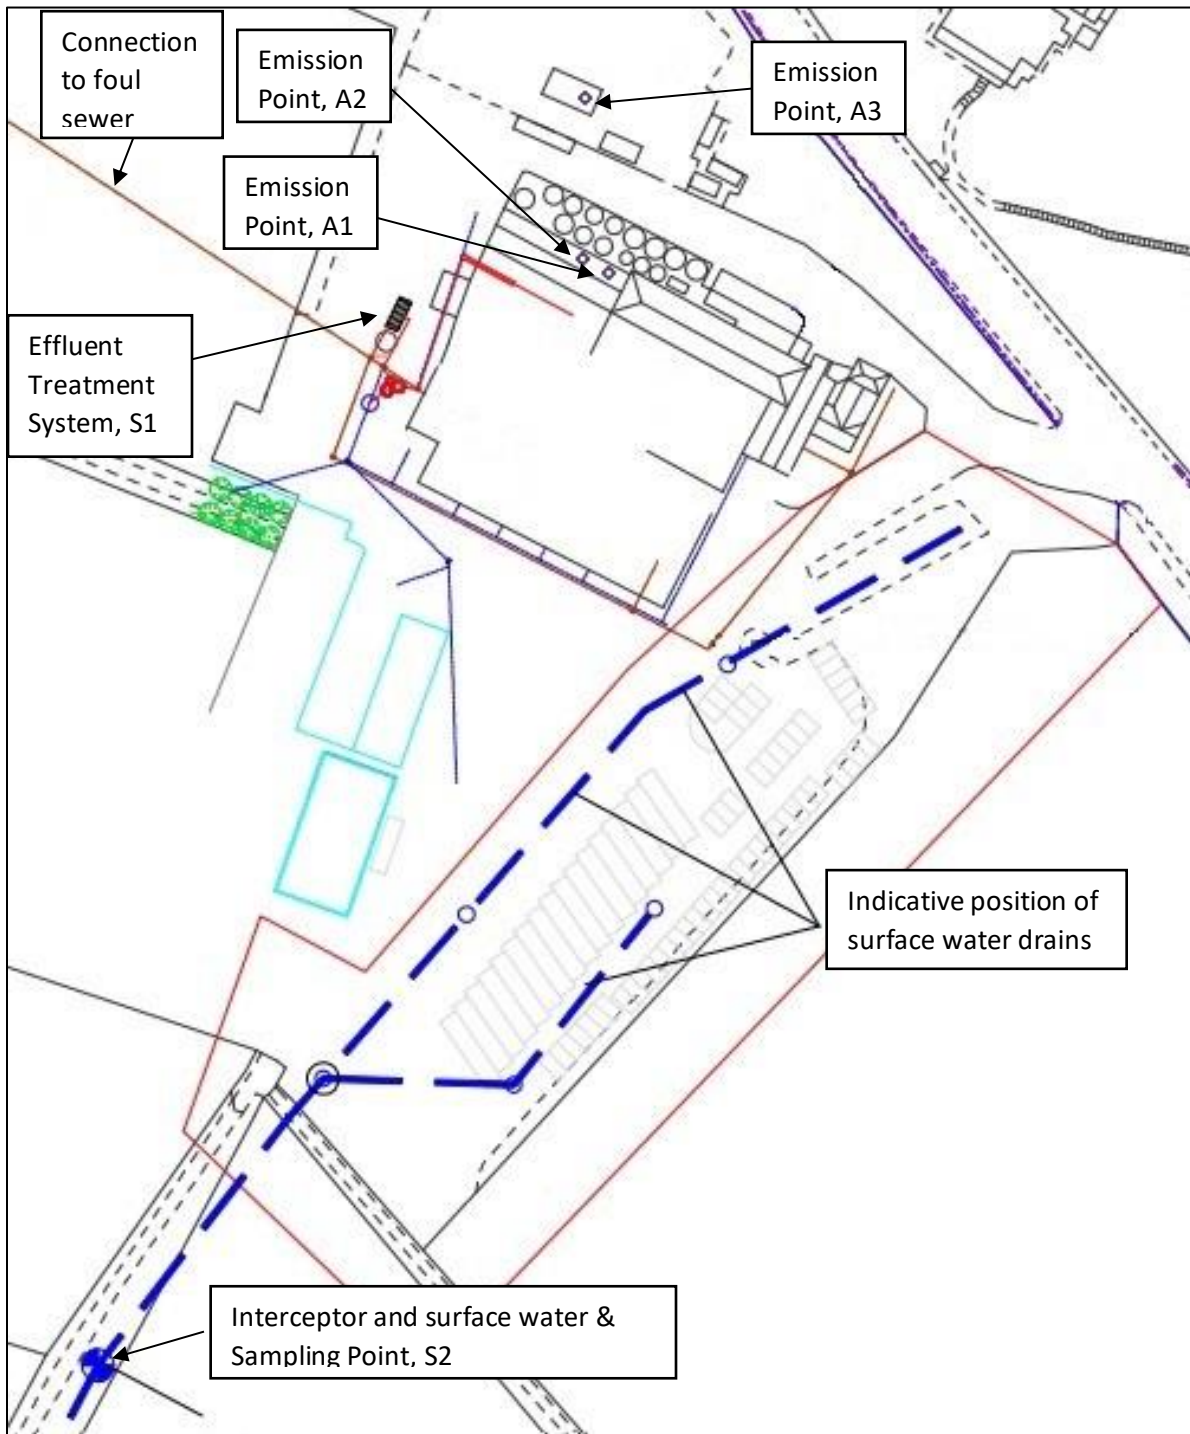 Connection
to foul
sewer
Emission
Point, A2
Emission
Point, A3
Emission
Point, A1
Effluent
Treatment
System, S1
Indicative position of
surface water drains
Interceptor and surface water &
Sampling Point, S2